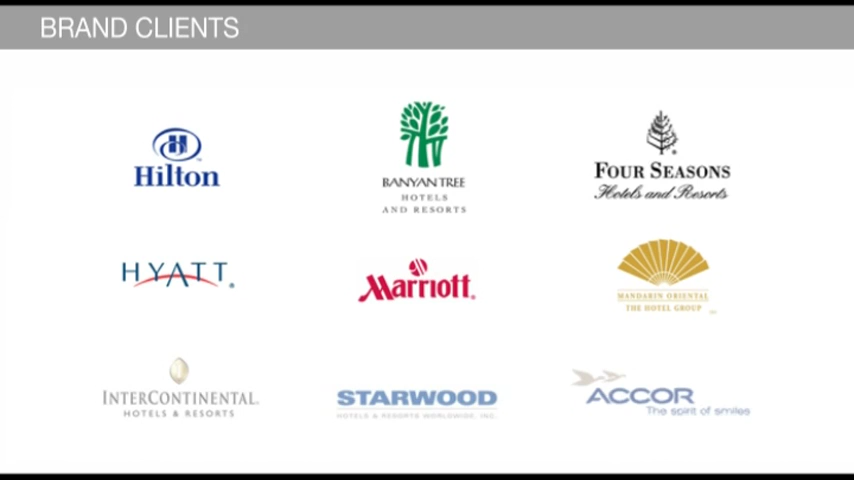 BRAND CLIENTS
Hilton
BANYAN TREE
HOTELS
AND RESORTS
FOUR SEASONS
Hotels and Resorts
HYATT
Marriott
MANDARIN ORIENTAL
THE HOTEL GROUP
INTERCONTINENTAL
HOTELS & RESORTS
STARWOOD
HOTELS & RESORTS WORLDWIDE, INC.
ACCOR
The spirit of smiles